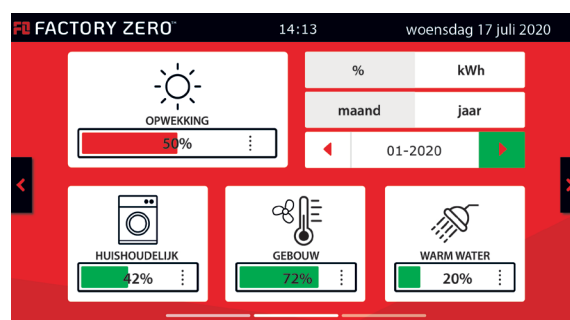 FACTORY ZERO™ 14:13 woensdag 17 juli 2020
% kWh
maand jaar
OPWEKKING
50%
01-2020
HUISHOUDELIJK GEBOUW WARM WATER
42% 72% 20%